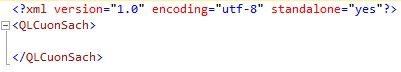 <?xml version="1.0" encoding="utf-8" standalone="yes"?>
<QLCuonSach>
</QLCuonSach>